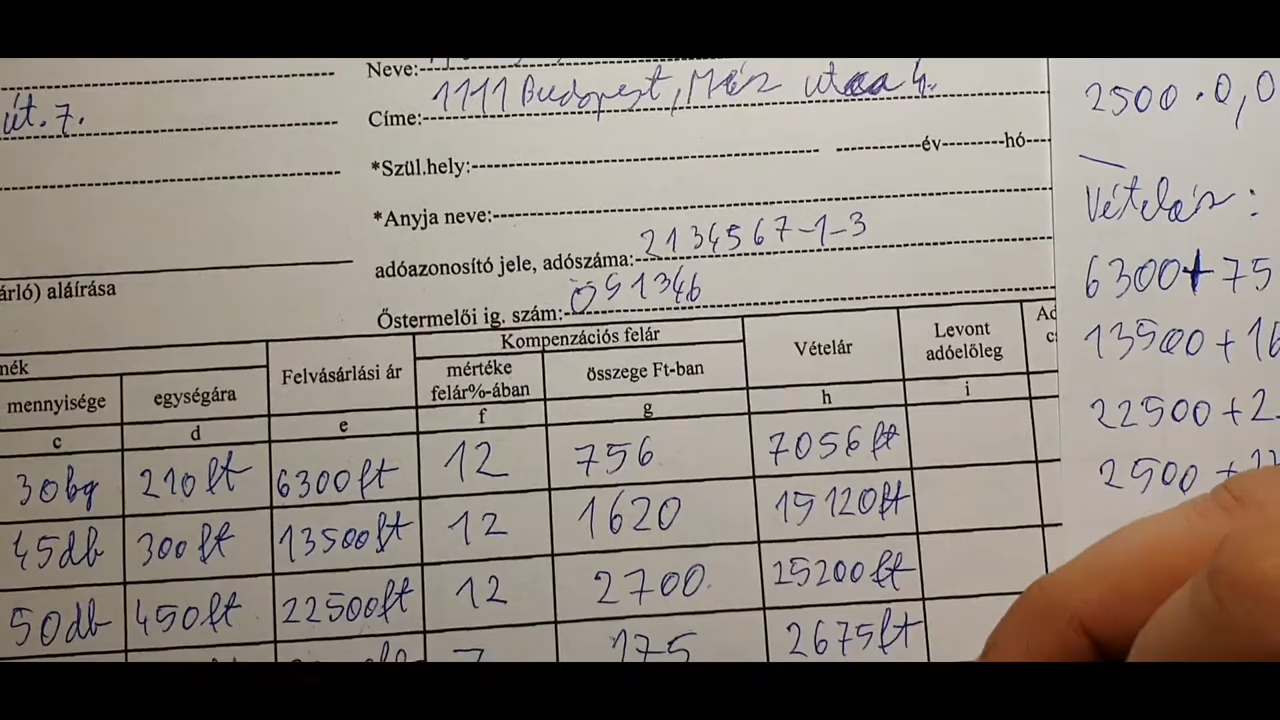 Neve:
út. 7.
1111 Budapest, Méz utca 4.
Címe:
*Szül.hely: év hó
*Anyja neve:
adóazonosító jele, adószáma: 2134567-1-3
árló) aláírása
Őstermelői ig. szám: 051346
nék
mennyisége
egységára
Felvásárlási ár
Kompenzációs felár
mértéke felár%-ában
összege Ft-ban
Vételár
Levont adóelőleg
c d e f g h i
30kg 210ft 6300ft 12 756 7056ft
45db 300ft 13500ft 12 1620 15120ft
50db 450ft 22500ft 12 2700 25200ft
7 175 2675ft
2500 · 0,0
Vételár:
6300+75
13500+16
22500+2
2500+